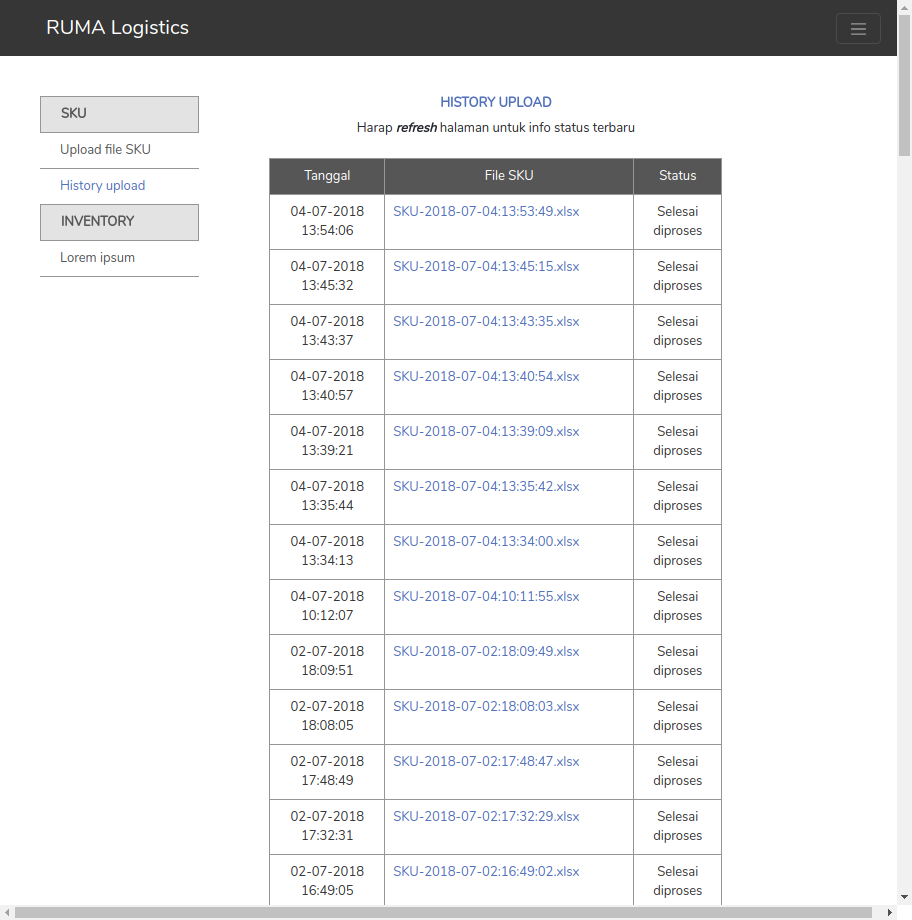 RUMA Logistics
SKU
Upload file SKU
History upload
INVENTORY
Lorem ipsum
HISTORY UPLOAD
Harap refresh halaman untuk info status terbaru
Tanggal File SKU Status
04-07-2018 SKU-2018-07-04:13:53:49.xlsx Selesai
13:54:06 diproses
04-07-2018 SKU-2018-07-04:13:45:15.xlsx Selesai
13:45:32 diproses
04-07-2018 SKU-2018-07-04:13:43:35.xlsx Selesai
13:43:37 diproses
04-07-2018 SKU-2018-07-04:13:40:54.xlsx Selesai
13:40:57 diproses
04-07-2018 SKU-2018-07-04:13:39:09.xlsx Selesai
13:39:21 diproses
04-07-2018 SKU-2018-07-04:13:35:42.xlsx Selesai
13:35:44 diproses
04-07-2018 SKU-2018-07-04:13:34:00.xlsx Selesai
13:34:13 diproses
04-07-2018 SKU-2018-07-04:10:11:55.xlsx Selesai
10:12:07 diproses
02-07-2018 SKU-2018-07-02:18:09:49.xlsx Selesai
18:09:51 diproses
02-07-2018 SKU-2018-07-02:18:08:03.xlsx Selesai
18:08:05 diproses
02-07-2018 SKU-2018-07-02:17:48:47.xlsx Selesai
17:48:49 diproses
02-07-2018 SKU-2018-07-02:17:32:29.xlsx Selesai
17:32:31 diproses
02-07-2018 SKU-2018-07-02:16:49:02.xlsx Selesai
16:49:05 diproses